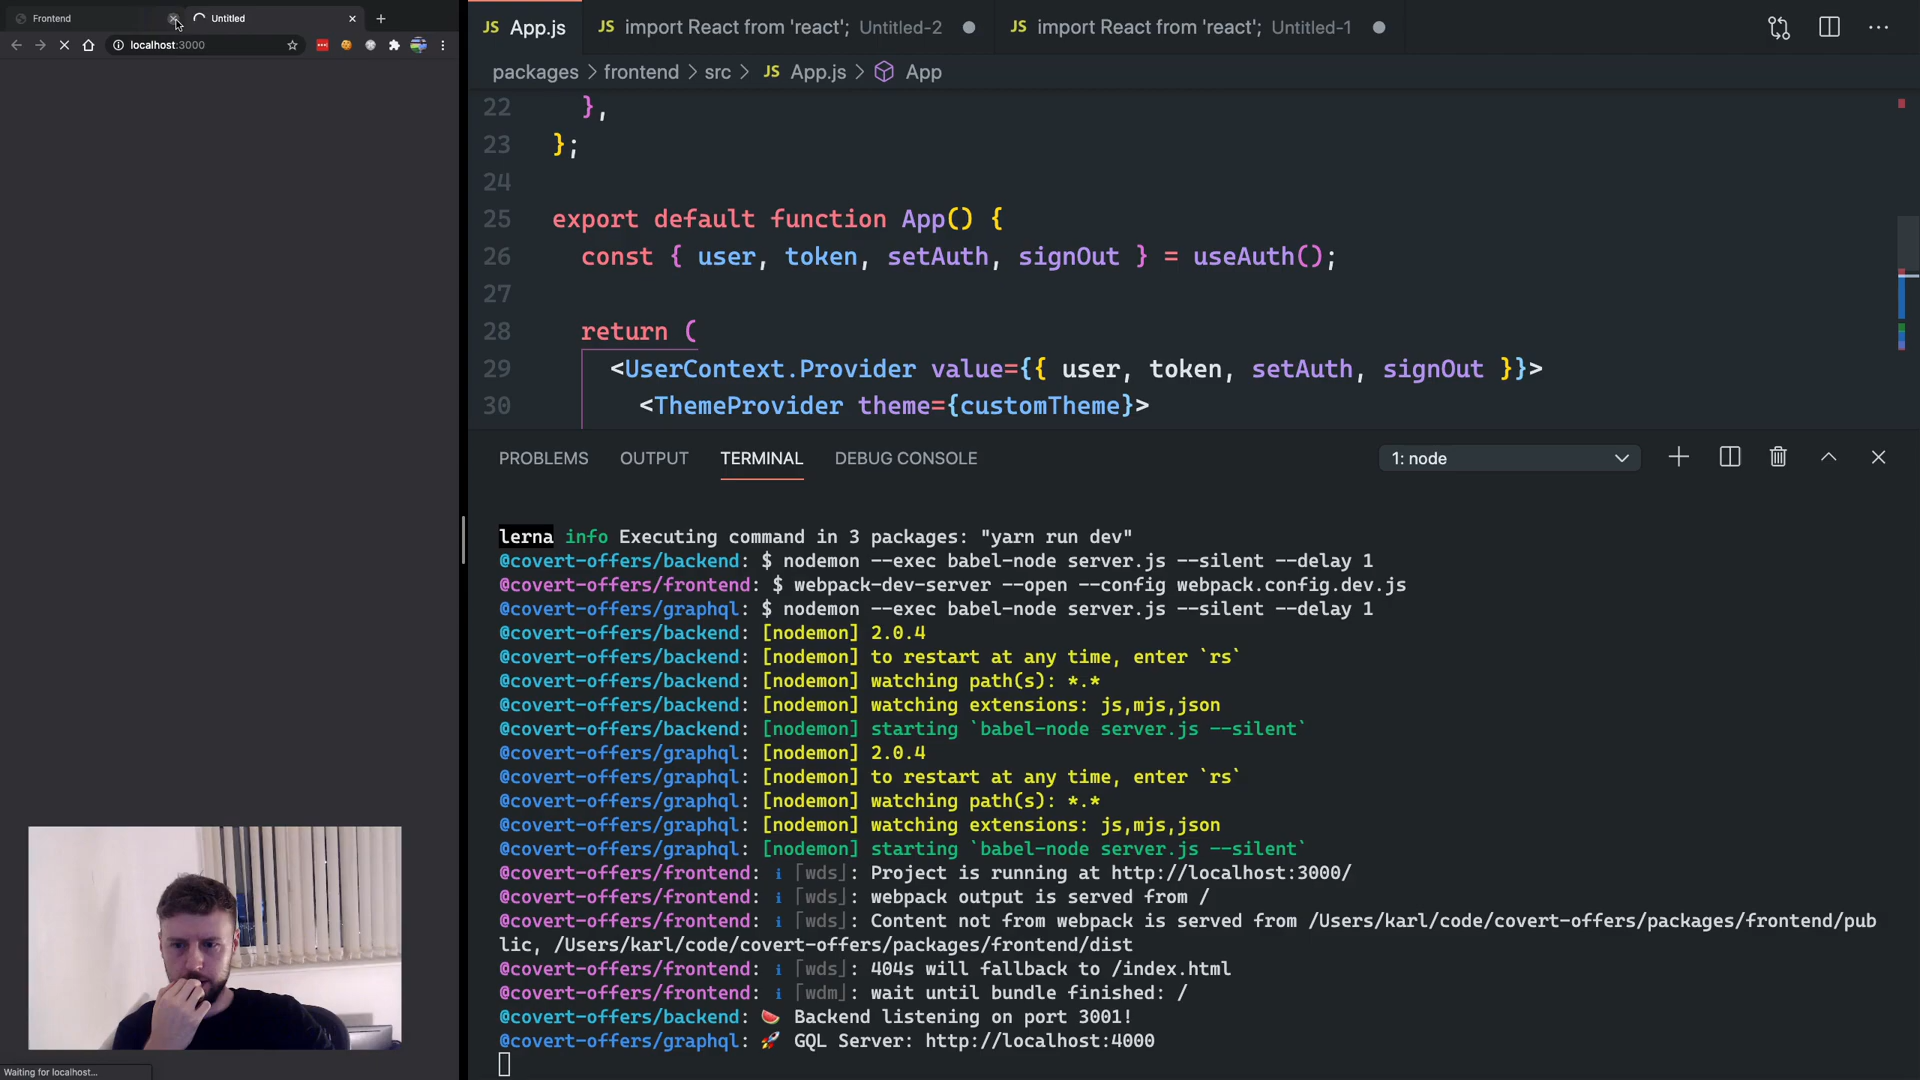 Frontend
Untitled
localhost:3000
JS App.js
JS import React from 'react'; Untitled-2
JS import React from 'react'; Untitled-1
packages > frontend > src > JS App.js > App
22 },
23 };
24
25 export default function App() {
26 const { user, token, setAuth, signOut } = useAuth();
27
28 return (
29 <UserContext.Provider value={{ user, token, setAuth, signOut }}>
30 <ThemeProvider theme={customTheme}>
PROBLEMS OUTPUT TERMINAL DEBUG CONSOLE
1: node
lerna info Executing command in 3 packages: "yarn run dev"
@covert-offers/backend: $ nodemon --exec babel-node server.js --silent --delay 1
@covert-offers/frontend: $ webpack-dev-server --open --config webpack.config.dev.js
@covert-offers/graphql: $ nodemon --exec babel-node server.js --silent --delay 1
@covert-offers/backend: [nodemon] 2.0.4
@covert-offers/backend: [nodemon] to restart at any time, enter `rs`
@covert-offers/backend: [nodemon] watching path(s): *.*
@covert-offers/backend: [nodemon] watching extensions: js,mjs,json
@covert-offers/backend: [nodemon] starting `babel-node server.js --silent`
@covert-offers/graphql: [nodemon] 2.0.4
@covert-offers/graphql: [nodemon] to restart at any time, enter `rs`
@covert-offers/graphql: [nodemon] watching path(s): *.*
@covert-offers/graphql: [nodemon] watching extensions: js,mjs,json
@covert-offers/graphql: [nodemon] starting `babel-node server.js --silent`
@covert-offers/frontend: ℹ ｢wds｣: Project is running at http://localhost:3000/
@covert-offers/frontend: ℹ ｢wds｣: webpack output is served from /
@covert-offers/frontend: ℹ ｢wds｣: Content not from webpack is served from /Users/karl/code/covert-offers/packages/frontend/pub
lic, /Users/karl/code/covert-offers/packages/frontend/dist
@covert-offers/frontend: ℹ ｢wds｣: 404s will fallback to /index.html
@covert-offers/frontend: ℹ ｢wdm｣: wait until bundle finished: /
@covert-offers/backend: 🍉 Backend listening on port 3001!
@covert-offers/graphql: 🚀 GQL Server: http://localhost:4000
Waiting for localhost...